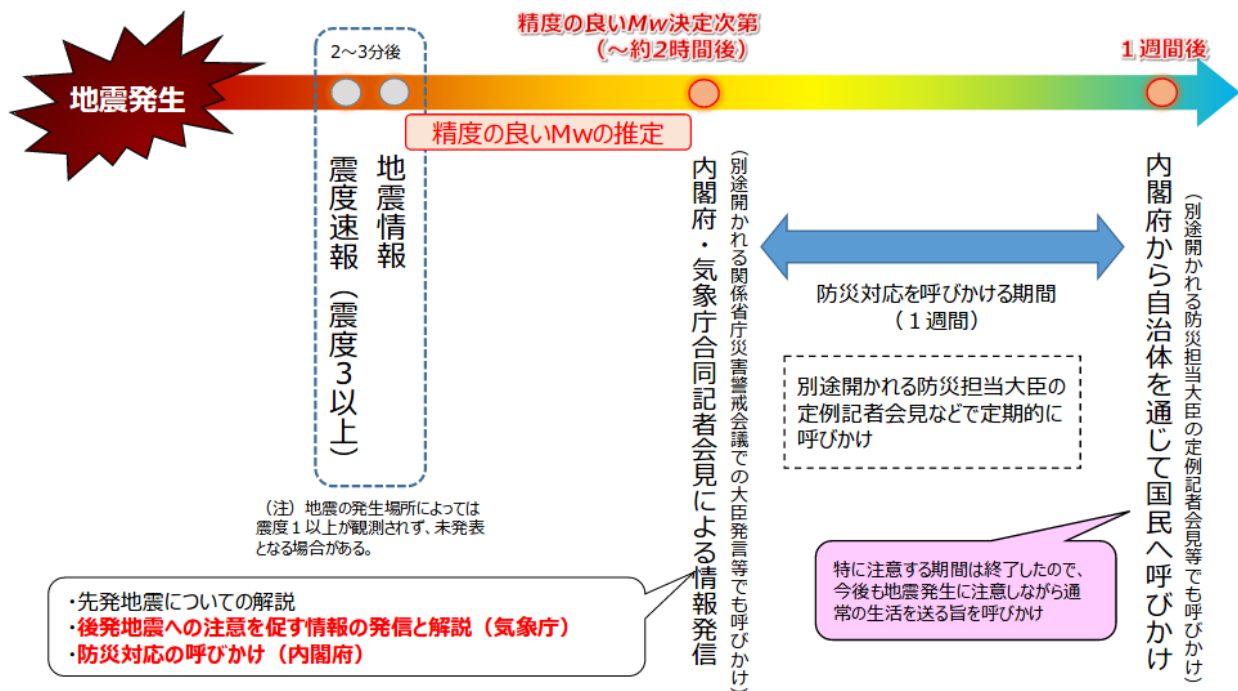 地震発生
2～3分後
精度の良いMw決定次第
（～約2時間後）
１週間後
精度の良いMwの推定
震度速報（震度３以上）
地震情報
（注）地震の発生場所によっては
震度１以上が観測されず、未発表
となる場合がある。
内閣府・気象庁合同記者会見による情報発信
（別途開かれる関係省庁災害警戒会議での大臣発言等でも呼びかけ）
防災対応を呼びかける期間
（１週間）
別途開かれる防災担当大臣の
定例記者会見などで定期的に
呼びかけ
内閣府から自治体を通じて国民へ呼びかけ
（別途開かれる防災担当大臣の定例記者会見等でも呼びかけ）
特に注意する期間は終了したので、
今後も地震発生に注意しながら通
常の生活を送る旨を呼びかけ
・先発地震についての解説
・後発地震への注意を促す情報の発信と解説（気象庁）
・防災対応の呼びかけ（内閣府）